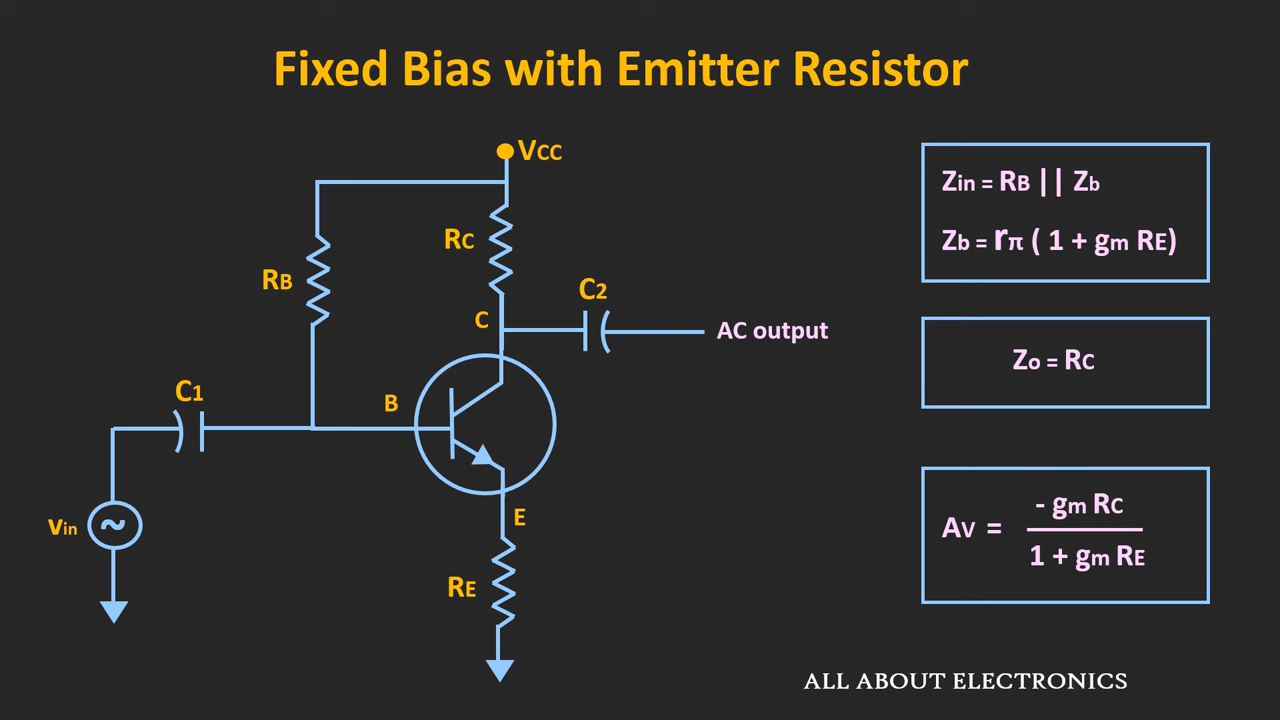 Fixed Bias with Emitter Resistor
VCC
RC
RB
C2
C
AC output
C1
B
vin
~
E
RE
Zin = RB || Zb
Zb = rπ ( 1 + gm RE)
Zo = RC
- gm RC
AV =
1 + gm RE
ALL ABOUT ELECTRONICS